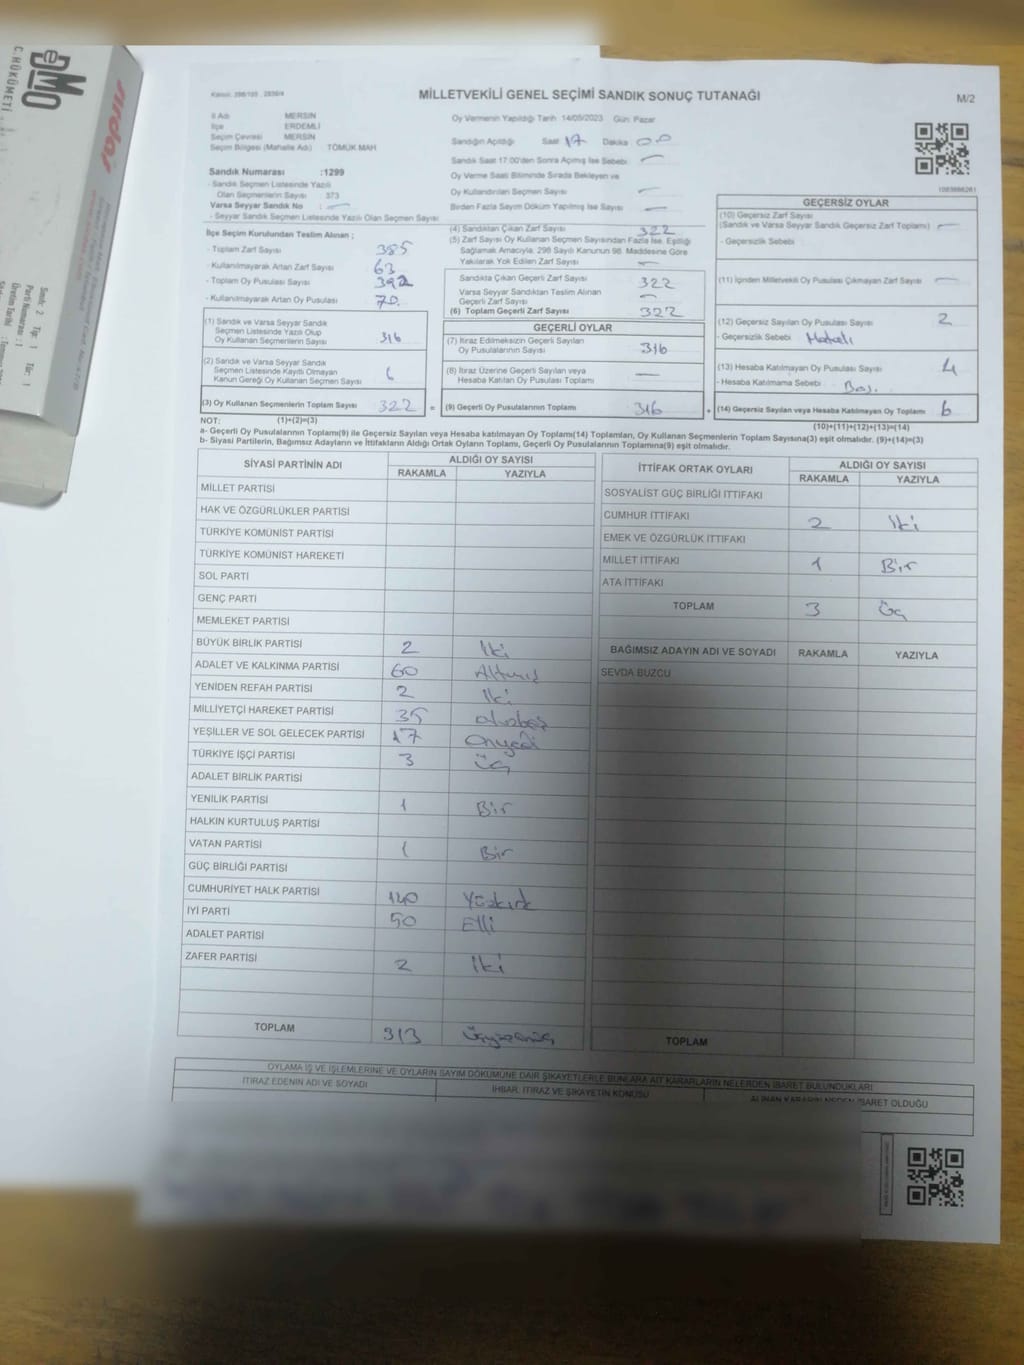 MİLLETVEKİLİ GENEL SEÇİMİ SANDIK SONUÇ TUTANAĞI
M/2
İl Adı MERSİN
İlçe ERDEMLİ
Seçim Çevresi MERSİN
Seçim Bölgesi (Mahalle Adı) TÖMÜK MAH
Oy Vermenin Yapıldığı Tarih 14/05/2023 Gün: Pazar
Sandığın Açıldığı Saat 17 Dakika 00
Sandık Saat 17:00'den Sonra Açımış İse Sebebi —
Oy Verme Saati Bitiminde Sırada Bekleyen ve
Oy Kullandırılan Seçmen Sayısı —
Birden Fazla Sayım Döküm Yapılmış İse Sayısı —
Sandık Numarası :1299
- Sandık Seçmen Listesinde Yazılı
Olan Seçmenlerin Sayısı 373
Varsa Seyyar Sandık No : —
- Seyyar Sandık Seçmen Listesinde Yazılı Olan Seçmen Sayısı
İlçe Seçim Kurulundan Teslim Alınan ;
- Toplam Zarf Sayısı 385
- Kullanılmayarak Artan Zarf Sayısı 63
- Toplam Oy Pusulası Sayısı 392
- Kullanılmayarak Artan Oy Pusulası 70
(1) Sandık ve Varsa Seyyar Sandık
Seçmen Listesinde Yazılı Olup
Oy Kullanan Seçmenlerin Sayısı 316
(2) Sandık ve Varsa Seyyar Sandık
Seçmen Listesinde Kayıtlı Olmayan
Kanun Gereği Oy Kullanan Seçmen Sayısı 6
(3) Oy Kullanan Seçmenlerin Toplam Sayısı 322 =
(4) Sandıktan Çıkan Zarf Sayısı 322
(5) Zarf Sayısı Oy Kullanan Seçmen Sayısından Fazla İse, Eşitliği
Sağlamak Amacıyla, 298 Sayılı Kanunun 98. Maddesine Göre
Yakılarak Yok Edilen Zarf Sayısı —
Sandıkta Çıkan Geçerli Zarf Sayısı 322
Varsa Seyyar Sandıktan Teslim Alınan
Geçerli Zarf Sayısı —
(6) Toplam Geçerli Zarf Sayısı 322
GEÇERLİ OYLAR
(7) İtiraz Edilmeksizin Geçerli Sayılan
Oy Pusulalarının Sayısı 316
(8) İtiraz Üzerine Geçerli Sayılan veya
Hesaba Katılan Oy Pusulası Toplamı —
(9) Geçerli Oy Pusulalarının Toplamı 316 +
GEÇERSİZ OYLAR
(10) Geçersiz Zarf Sayısı
(Sandık ve Varsa Seyyar Sandık Geçersiz Zarf Toplamı) —
- Geçersizlik Sebebi
(11) İçinden Milletvekili Oy Pusulası Çıkmayan Zarf Sayısı —
(12) Geçersiz Sayılan Oy Pusulası Sayısı 2
- Geçersizlik Sebebi Hatalı
(13) Hesaba Katılmayan Oy Pusulası Sayısı 4
- Hesaba Katılmama Sebebi Boş.
(14) Geçersiz Sayılan veya Hesaba Katılmayan Oy Toplamı 6
NOT: (1)+(2)=(3) (10)+(11)+(12)+(13)=(14)
a- Geçerli Oy Pusulalarının Toplamı(9) ile Geçersiz Sayılan veya Hesaba katılmayan Oy Toplamı(14) Toplamları, Oy Kullanan Seçmenlerin Toplam Sayısına(3) eşit olmalıdır. (9)+(14)=(3)
b- Siyasi Partilerin, Bağımsız Adayların ve İttifakların Aldığı Ortak Oyların Toplamı, Geçerli Oy Pusulalarının Toplamına(9) eşit olmalıdır.
SİYASİ PARTİNİN ADI ALDIĞI OY SAYISI
RAKAMLA YAZIYLA
MİLLET PARTİSİ
HAK VE ÖZGÜRLÜKLER PARTİSİ
TÜRKİYE KOMÜNİST PARTİSİ
TÜRKİYE KOMÜNİST HAREKETİ
SOL PARTİ
GENÇ PARTİ
MEMLEKET PARTİSİ
BÜYÜK BİRLİK PARTİSİ 2 İki
ADALET VE KALKINMA PARTİSİ 60 Altmış
YENİDEN REFAH PARTİSİ 2 İki
MİLLİYETÇİ HAREKET PARTİSİ 35 otuzbeş
YEŞİLLER VE SOL GELECEK PARTİSİ 17 Onyedi
TÜRKİYE İŞÇİ PARTİSİ 3 üç
ADALET BİRLİK PARTİSİ
YENİLİK PARTİSİ 1 Bir
HALKIN KURTULUŞ PARTİSİ
VATAN PARTİSİ 1 Bir
GÜÇ BİRLİĞİ PARTİSİ
CUMHURİYET HALK PARTİSİ 140 Yüzkırk
İYİ PARTİ 50 Elli
ADALET PARTİSİ
ZAFER PARTİSİ 2 İki
TOPLAM 313 üçyüzonüç
İTTİFAK ORTAK OYLARI ALDIĞI OY SAYISI
RAKAMLA YAZIYLA
SOSYALİST GÜÇ BİRLİĞİ İTTİFAKI
CUMHUR İTTİFAKI 2 İki
EMEK VE ÖZGÜRLÜK İTTİFAKI
MİLLET İTTİFAKI 1 Bir
ATA İTTİFAKI
TOPLAM 3 Üç
BAĞIMSIZ ADAYIN ADI VE SOYADI RAKAMLA YAZIYLA
SEVDA BUZCU
TOPLAM
OYLAMA İŞ VE İŞLEMLERİNE VE OYLARIN SAYIM DÖKÜMÜNE DAİR ŞİKAYETLERLE BUNLARA AİT KARARLARIN NELERDEN İBARET BULUNDUKLARI
İTİRAZ EDENİN ADI VE SOYADI
İHBAR, İTİRAZ VE ŞİKAYETİN KONUSU
ALINAN KARARIN NEDEN İBARET OLDUĞU
DMO
serdar
Sandık: 2 Tip: 1 Tür: 1
Parti Numarası : 1
Üretim Tarihi